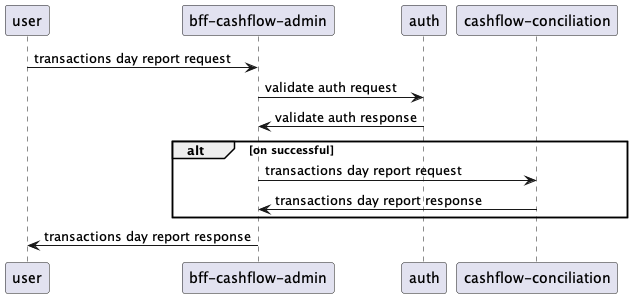 user bff-cashflow-admin auth cashflow-conciliation
transactions day report request
validate auth request
validate auth response
alt [on successful]
transactions day report request
transactions day report response
transactions day report response
user bff-cashflow-admin auth cashflow-conciliation